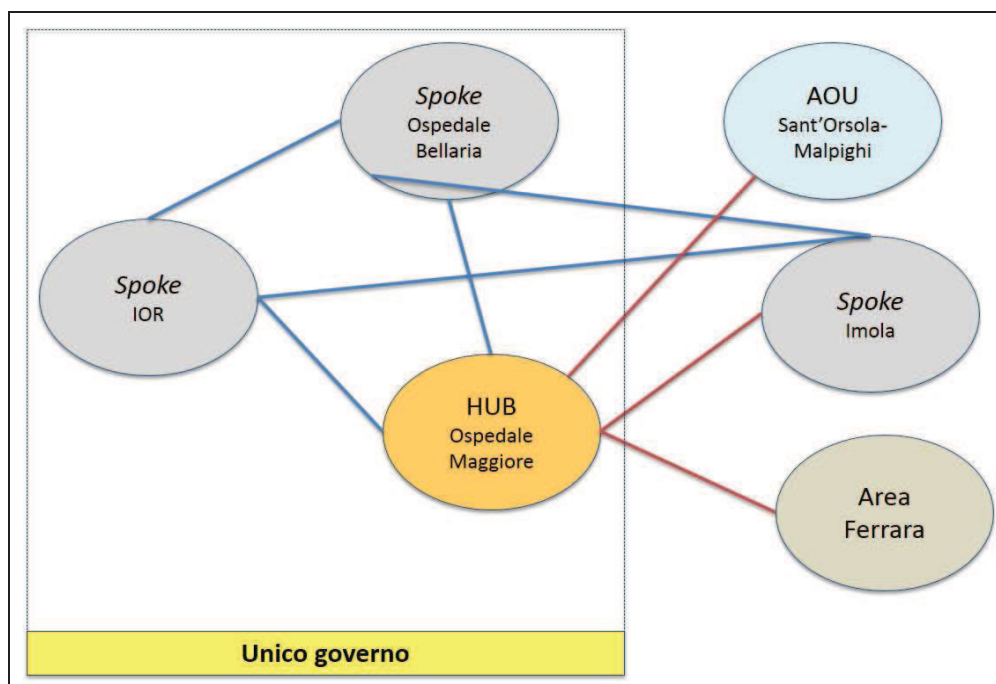 Spoke
Ospedale
Bellaria
AOU
Sant'Orsola-
Malpighi
Spoke
IOR
Spoke
Imola
HUB
Ospedale
Maggiore
Area
Ferrara
Unico governo